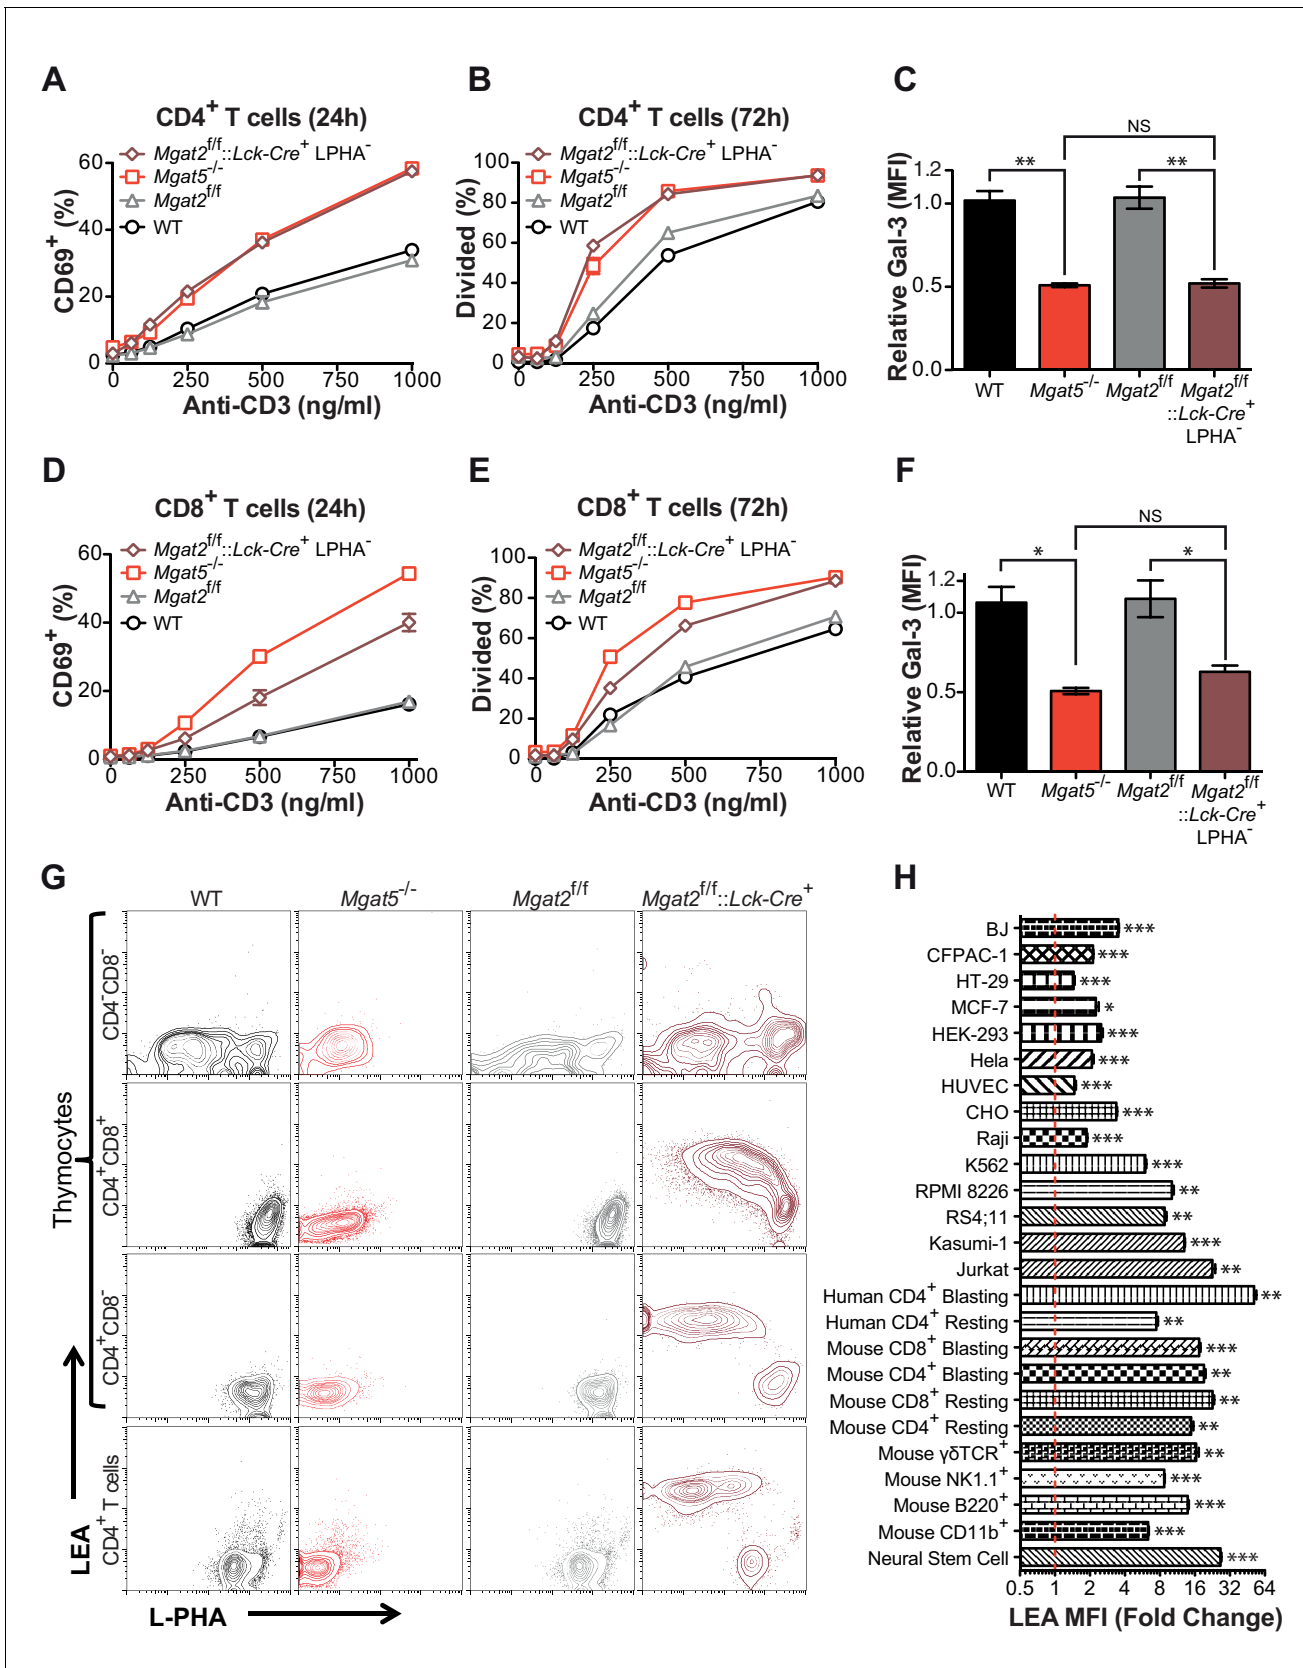 A
CD4+ T cells (24h)
Mgat2f/f::Lck-Cre+ LPHA-
Mgat5-/-
Mgat2f/f
WT
CD69+ (%)
60
40
20
0
0 250 500 750 1000
Anti-CD3 (ng/ml)
B
CD4+ T cells (72h)
Mgat2f/f::Lck-Cre+ LPHA-
Mgat5-/-
Mgat2f/f
WT
Divided (%)
100
80
60
40
20
0
0 250 500 750 1000
Anti-CD3 (ng/ml)
C
NS
** **
Relative Gal-3 (MFI)
1.2
1.0
0.5
0.0
WT Mgat5-/- Mgat2f/f Mgat2f/f
::Lck-Cre+
LPHA-
D
CD8+ T cells (24h)
Mgat2f/f::Lck-Cre+ LPHA-
Mgat5-/-
Mgat2f/f
WT
CD69+ (%)
60
40
20
0
0 250 500 750 1000
Anti-CD3 (ng/ml)
E
CD8+ T cells (72h)
Mgat2f/f::Lck-Cre+ LPHA-
Mgat5-/-
Mgat2f/f
WT
Divided (%)
100
80
60
40
20
0
0 250 500 750 1000
Anti-CD3 (ng/ml)
F
NS
* *
Relative Gal-3 (MFI)
1.2
1.0
0.5
0.0
WT Mgat5-/- Mgat2f/f Mgat2f/f
::Lck-Cre+
LPHA-
G
WT Mgat5-/- Mgat2f/f Mgat2f/f::Lck-Cre+
Thymocytes
CD4-CD8-
CD4+CD8+
CD4+CD8-
CD4+ T cells
LEA
L-PHA
H
BJ ***
CFPAC-1 ***
HT-29 ***
MCF-7 *
HEK-293 ***
Hela ***
HUVEC ***
CHO ***
Raji ***
K562 ***
RPMI 8226 **
RS4;11 **
Kasumi-1 ***
Jurkat **
Human CD4+ Blasting **
Human CD4+ Resting **
Mouse CD8+ Blasting ***
Mouse CD4+ Blasting **
Mouse CD8+ Resting **
Mouse CD4+ Resting **
Mouse γδTCR+ **
Mouse NK1.1+ ***
Mouse B220+ ***
Mouse CD11b+ ***
Neural Stem Cell ***
0.5 1 2 4 8 16 32 64
LEA MFI (Fold Change)